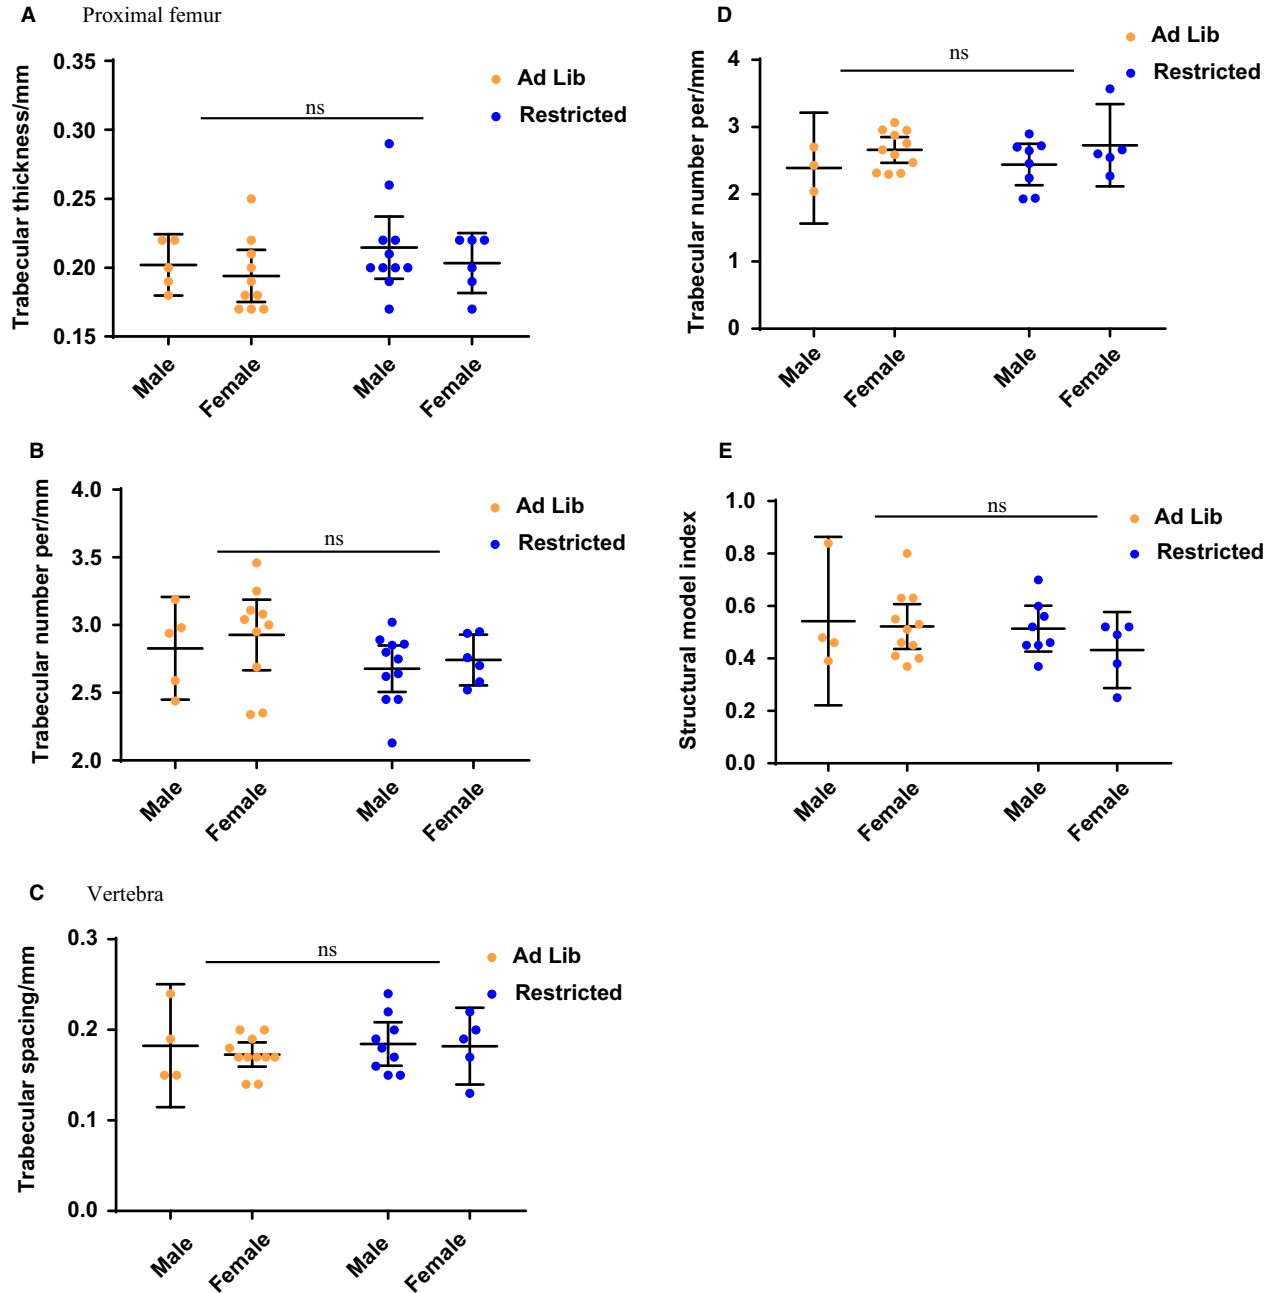 A Proximal femur
Trabecular thickness/mm
0.35
0.30
0.25
0.20
0.15
ns
Ad Lib
Restricted
Male
Female
Male
Female
B
Trabecular number per/mm
4.0
3.5
3.0
2.5
2.0
ns
Ad Lib
Restricted
Male
Female
Male
Female
C Vertebra
Trabecular spacing/mm
0.3
0.2
0.1
0.0
ns
Ad Lib
Restricted
Male
Female
Male
Female
D
Trabecular number per/mm
4
3
2
1
0
ns
Ad Lib
Restricted
Male
Female
Male
Female
E
Structural model index
1.0
0.8
0.6
0.4
0.2
0.0
ns
Ad Lib
Restricted
Male
Female
Male
Female